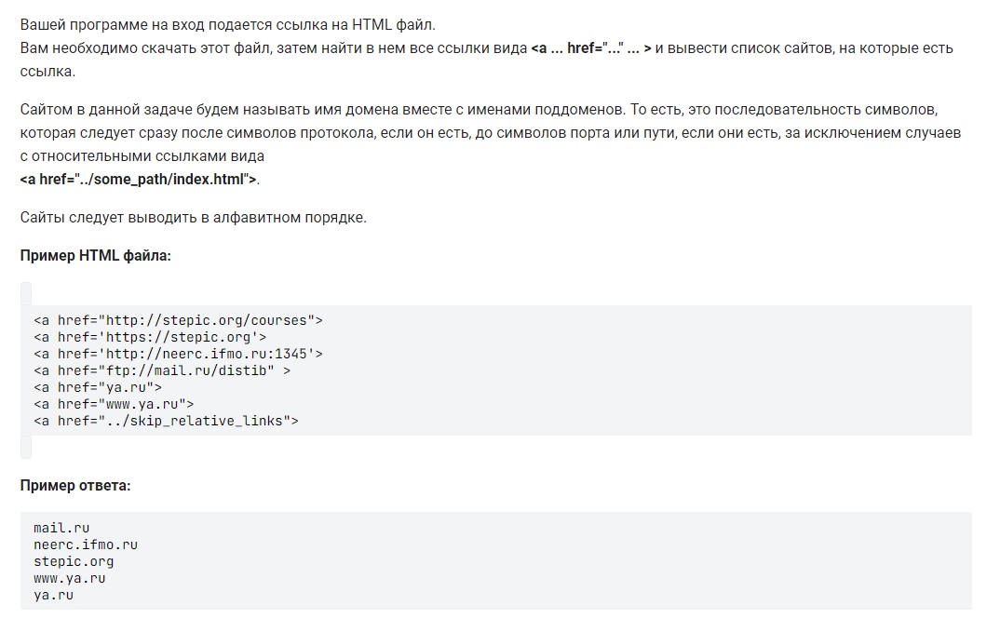 Вашей программе на вход подается ссылка на HTML файл.
Вам необходимо скачать этот файл, затем найти в нем все ссылки вида <a ... href="..." ... > и вывести список сайтов, на которые есть
ссылка.
Сайтом в данной задаче будем называть имя домена вместе с именами поддоменов. То есть, это последовательность символов,
которая следует сразу после символов протокола, если он есть, до символов порта или пути, если они есть, за исключением случаев
с относительными ссылками вида
<a href="../some_path/index.html">.
Сайты следует выводить в алфавитном порядке.
Пример HTML файла:
<a href="http://stepic.org/courses">
<a href='https://stepic.org'>
<a href='http://neerc.ifmo.ru:1345'>
<a href="ftp://mail.ru/distib" >
<a href="ya.ru">
<a href="www.ya.ru">
<a href="../skip_relative_links">
Пример ответа:
mail.ru
neerc.ifmo.ru
stepic.org
www.ya.ru
ya.ru